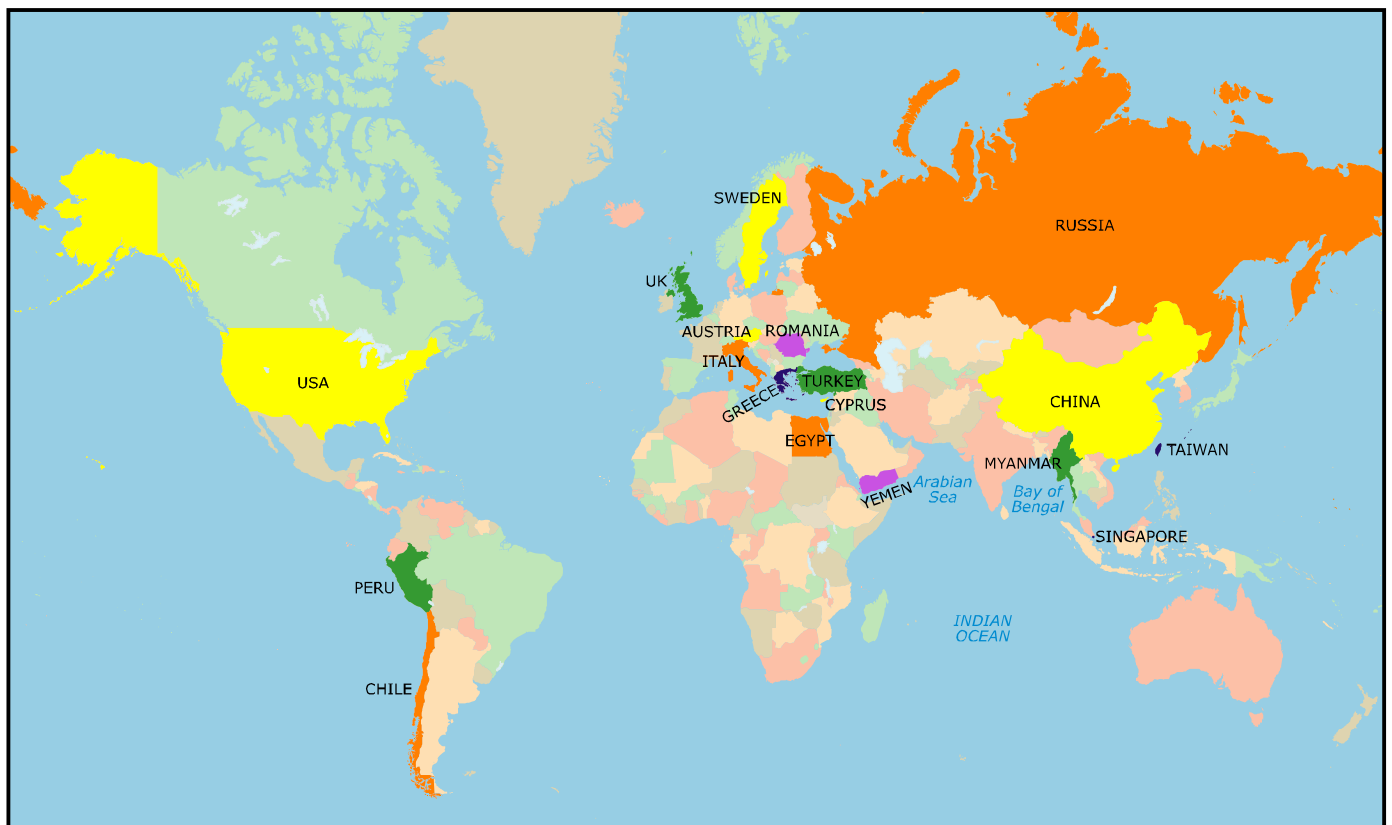 SWEDEN
RUSSIA
UK
AUSTRIA
ROMANIA
ITALY
USA
TURKEY
GREECE
CYPRUS
CHINA
EGYPT
TAIWAN
MYANMAR
YEMEN
Arabian
Sea
Bay of
Bengal
SINGAPORE
PERU
INDIAN
OCEAN
CHILE